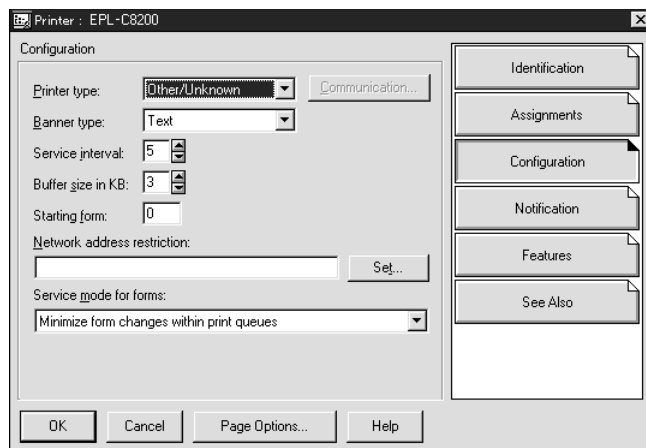 Printer : EPL-C8200
Configuration
Printer type: Other/Unknown Communication...
Banner type: Text
Service interval: 5
Buffer size in KB: 3
Starting form: 0
Network address restriction:
Set...
Service mode for forms:
Minimize form changes within print queues
OK Cancel Page Options... Help
Identification
Assignments
Configuration
Notification
Features
See Also